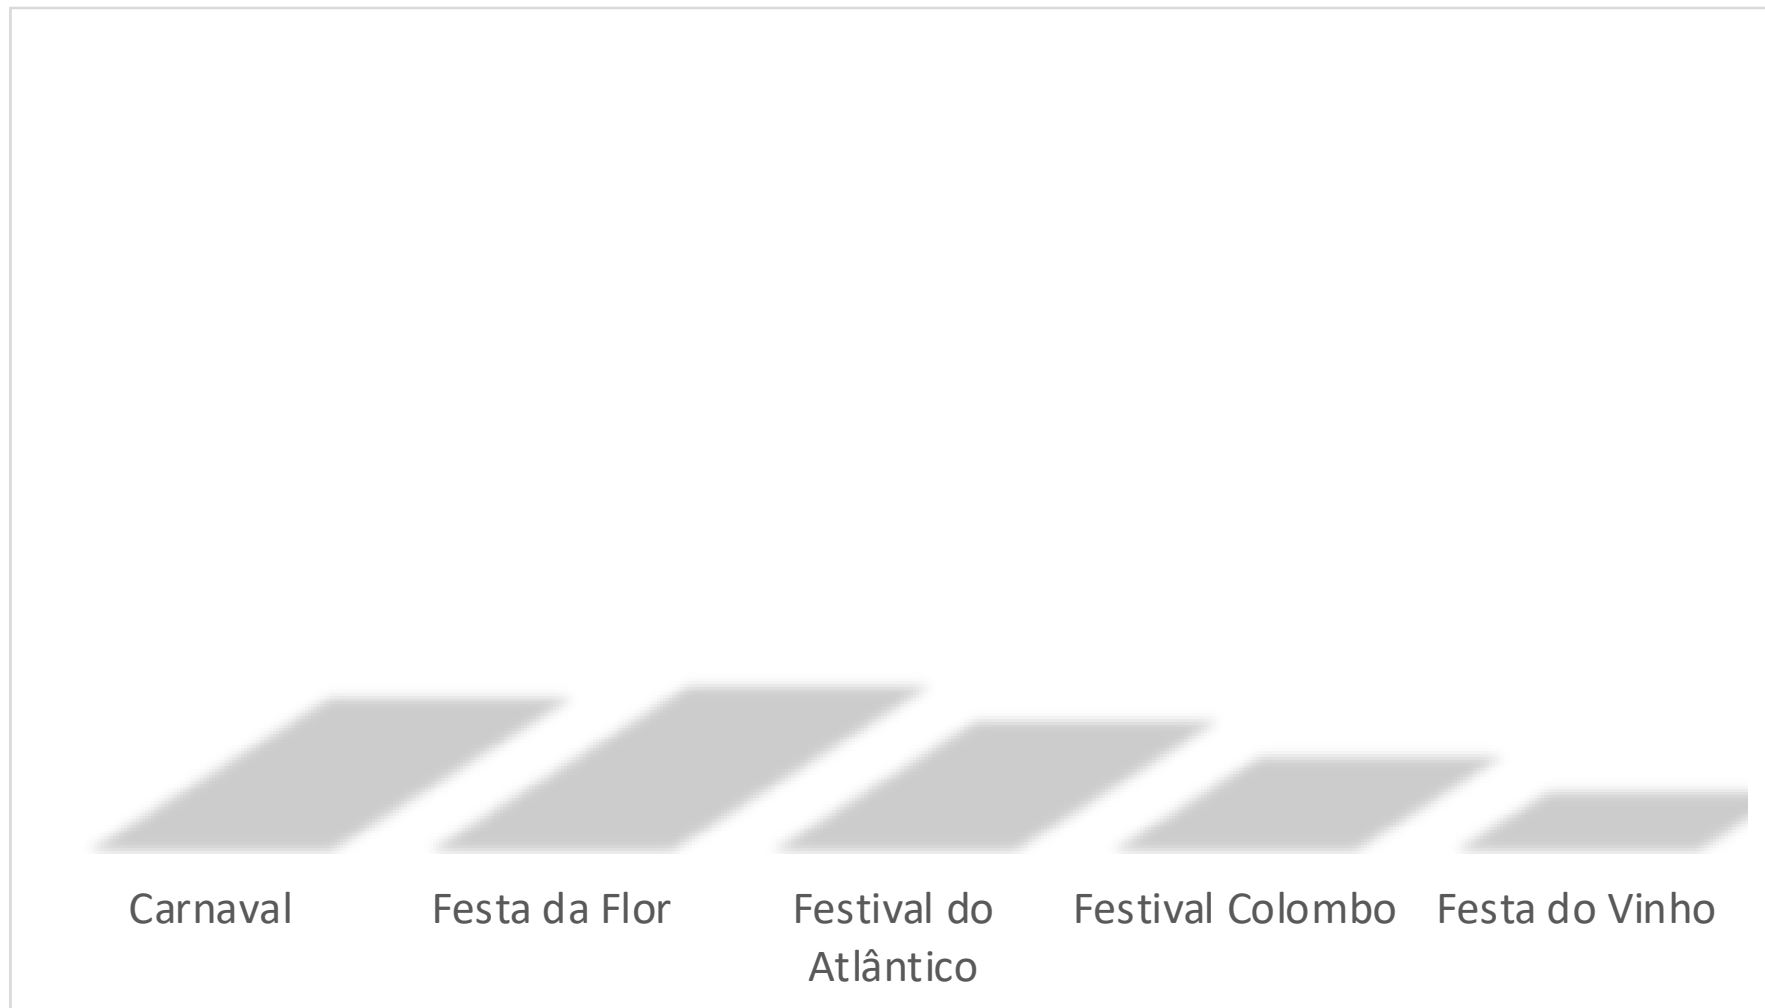 Carnaval
Festa da Flor
Festival do
Atlântico
Festival Colombo
Festa do Vinho